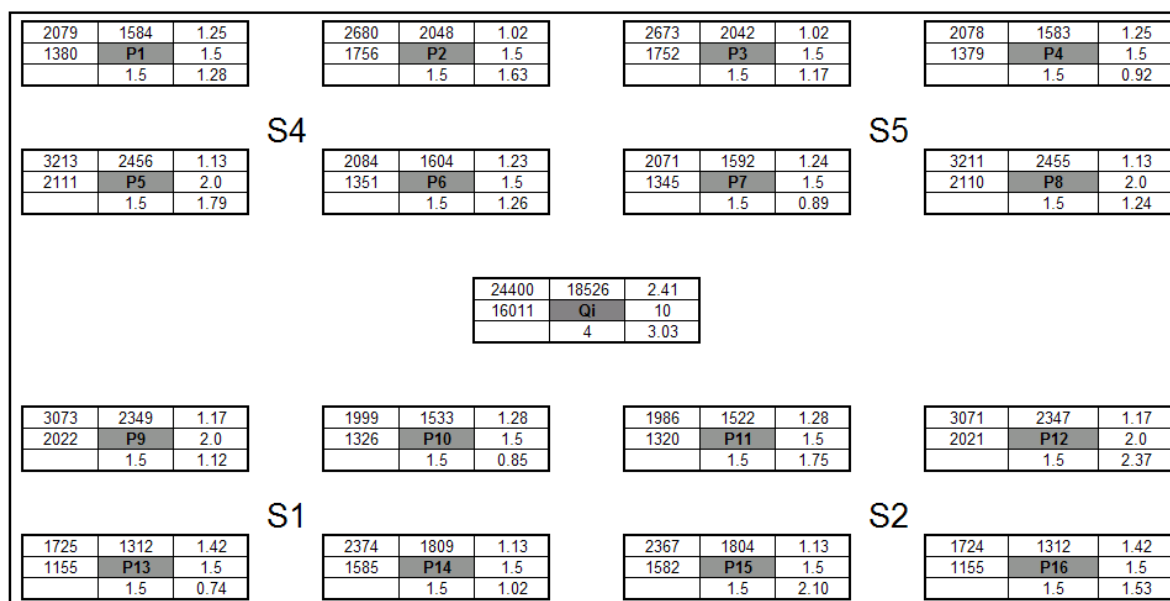 2079 1584 1.25 2680 2048 1.02 2673 2042 1.02 2078 1583 1.25
1380 P1 1.5 1756 P2 1.5 1752 P3 1.5 1379 P4 1.5
1.5 1.28 1.5 1.63 1.5 1.17 1.5 0.92
S4 S5
3213 2456 1.13 2084 1604 1.23 2071 1592 1.24 3211 2455 1.13
2111 P5 2.0 1351 P6 1.5 1345 P7 1.5 2110 P8 2.0
1.5 1.79 1.5 1.26 1.5 0.89 1.5 1.24
24400 18526 2.41
16011 Qi 10
4 3.03
3073 2349 1.17 1999 1533 1.28 1986 1522 1.28 3071 2347 1.17
2022 P9 2.0 1326 P10 1.5 1320 P11 1.5 2021 P12 2.0
1.5 1.12 1.5 0.85 1.5 1.75 1.5 2.37
S1 S2
1725 1312 1.42 2374 1809 1.13 2367 1804 1.13 1724 1312 1.42
1155 P13 1.5 1585 P14 1.5 1582 P15 1.5 1155 P16 1.5
1.5 0.74 1.5 1.02 1.5 2.10 1.5 1.53